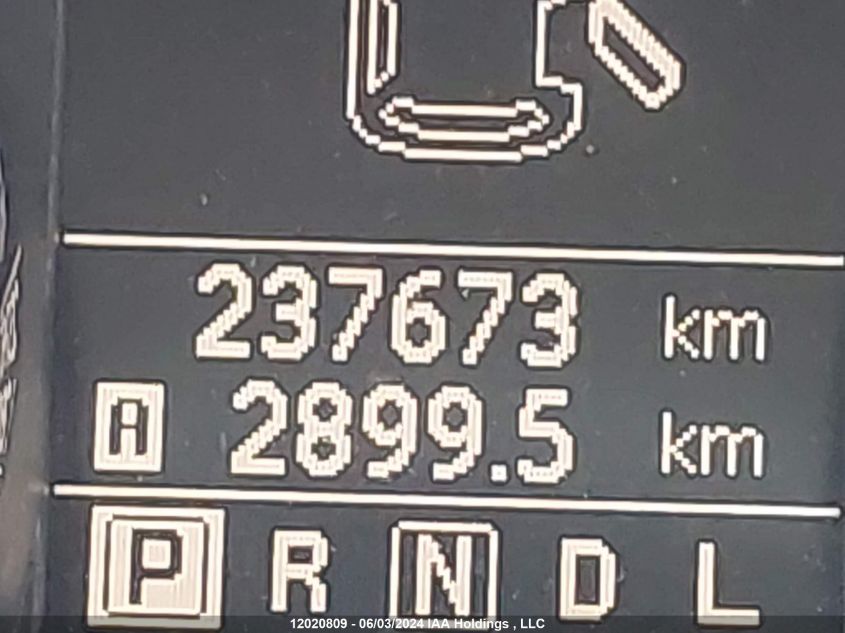 237673 km
A 2899.5 km
P R N D L
12020809 - 06/03/2024 IAA Holdings , LLC